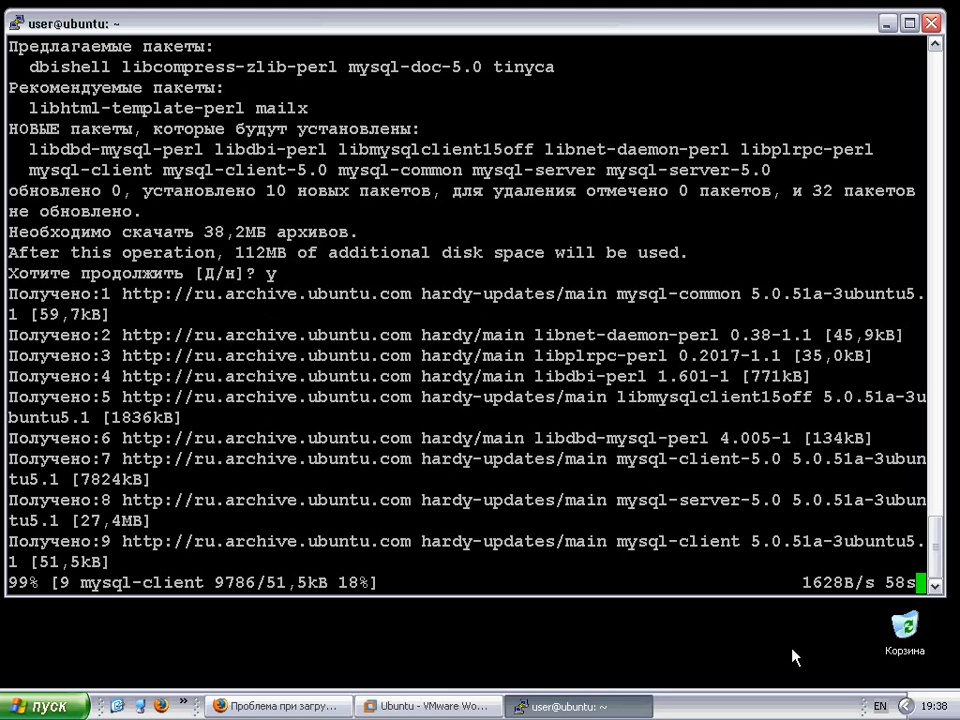 user@ubuntu: ~
Предлагаемые пакеты:
dbishell libcompress-zlib-perl mysql-doc-5.0 tinyca
Рекомендуемые пакеты:
libhtml-template-perl mailx
НОВЫЕ пакеты, которые будут установлены:
libdbd-mysql-perl libdbi-perl libmysqlclient15off libnet-daemon-perl libplrpc-perl
mysql-client mysql-client-5.0 mysql-common mysql-server mysql-server-5.0
обновлено 0, установлено 10 новых пакетов, для удаления отмечено 0 пакетов, и 32 пакетов
не обновлено.
Необходимо скачать 38,2МБ архивов.
After this operation, 112MB of additional disk space will be used.
Хотите продолжить [Д/н]? y
Получено:1 http://ru.archive.ubuntu.com hardy-updates/main mysql-common 5.0.51a-3ubuntu5.
1 [59,7kB]
Получено:2 http://ru.archive.ubuntu.com hardy/main libnet-daemon-perl 0.38-1.1 [45,9kB]
Получено:3 http://ru.archive.ubuntu.com hardy/main libplrpc-perl 0.2017-1.1 [35,0kB]
Получено:4 http://ru.archive.ubuntu.com hardy/main libdbi-perl 1.601-1 [771kB]
Получено:5 http://ru.archive.ubuntu.com hardy-updates/main libmysqlclient15off 5.0.51a-3u
buntu5.1 [1836kB]
Получено:6 http://ru.archive.ubuntu.com hardy/main libdbd-mysql-perl 4.005-1 [134kB]
Получено:7 http://ru.archive.ubuntu.com hardy-updates/main mysql-client-5.0 5.0.51a-3ubun
tu5.1 [7824kB]
Получено:8 http://ru.archive.ubuntu.com hardy-updates/main mysql-server-5.0 5.0.51a-3ubun
tu5.1 [27,4MB]
Получено:9 http://ru.archive.ubuntu.com hardy-updates/main mysql-client 5.0.51a-3ubuntu5.
1 [51,5kB]
99% [9 mysql-client 9786/51,5kB 18%] 1628B/s 58s
Корзина
пуск
»
Проблема при загру...
Ubuntu - VMware Wo...
user@ubuntu: ~
EN
19:38